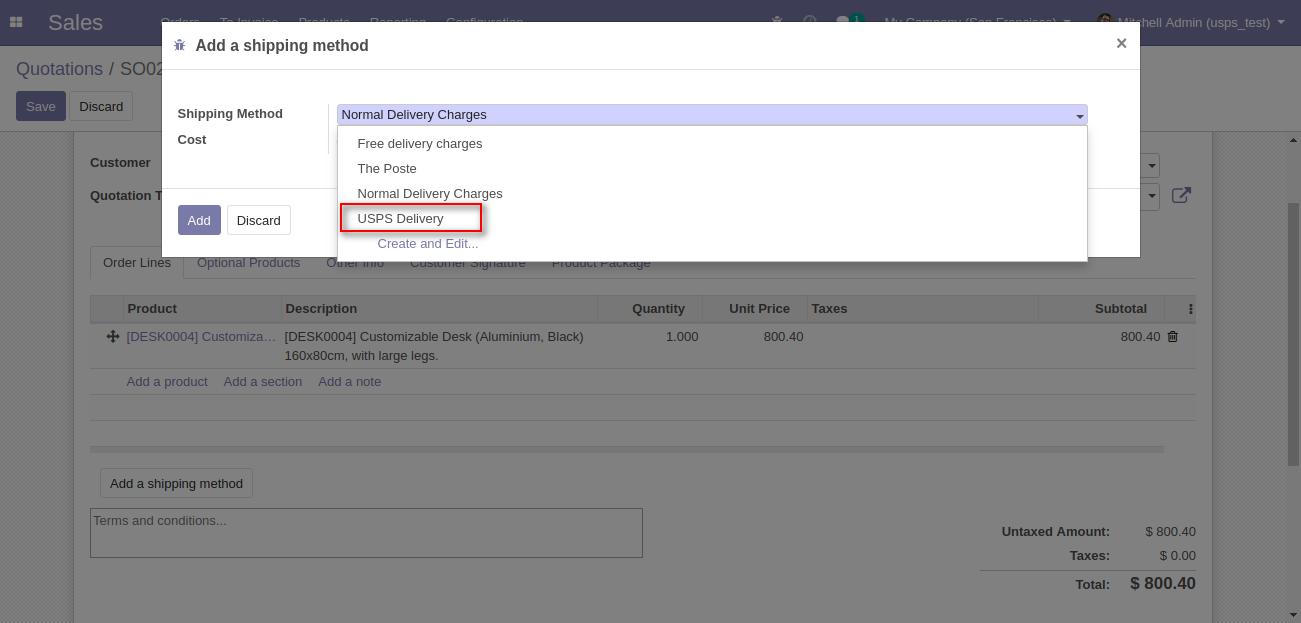 Sales
Orders To Invoice Products Reporting Configuration
1 My Company (San Francisco) Mitchell Admin (usps_test)
Quotations / SO02
Save Discard
Add a shipping method ×
Shipping Method Normal Delivery Charges
Cost
Free delivery charges
The Poste
Normal Delivery Charges
USPS Delivery
Create and Edit...
Add Discard
Customer
Quotation T
Order Lines Optional Products Other Info Customer Signature Product Package
Product Description Quantity Unit Price Taxes Subtotal
[DESK0004] Customiza... [DESK0004] Customizable Desk (Aluminium, Black) 1.000 800.40 800.40
160x80cm, with large legs.
Add a product Add a section Add a note
Add a shipping method
Terms and conditions...
Untaxed Amount: $ 800.40
Taxes: $ 0.00
Total: $ 800.40